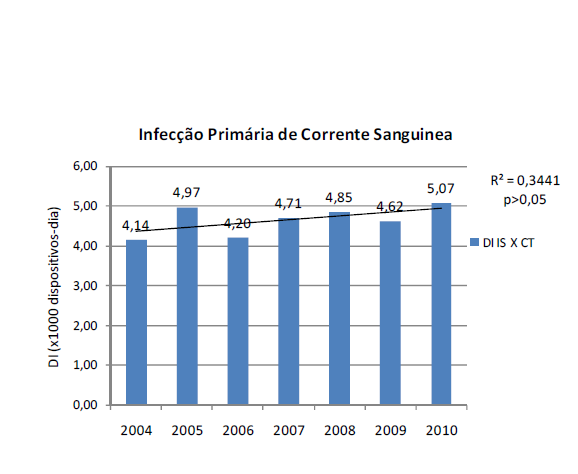 Infecção Primária de Corrente Sanguinea
R² = 0,3441
p>0,05
DI (x1000 dispositivos-dia)
6,00
5,00
4,00
3,00
2,00
1,00
0,00
4,14
4,97
4,20
4,71
4,85
4,62
5,07
DI IS X CT
2004 2005 2006 2007 2008 2009 2010